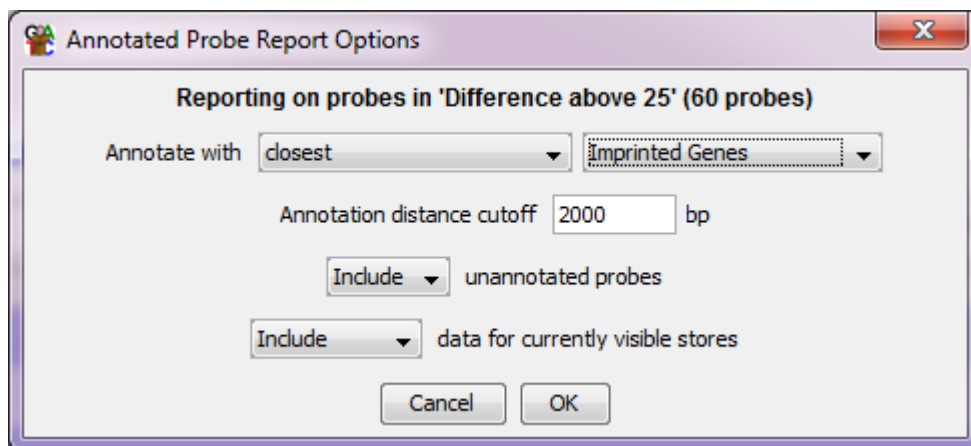 Annotated Probe Report Options
Reporting on probes in 'Difference above 25' (60 probes)
Annotate with closest Imprinted Genes
Annotation distance cutoff 2000 bp
Include unannotated probes
Include data for currently visible stores
Cancel OK